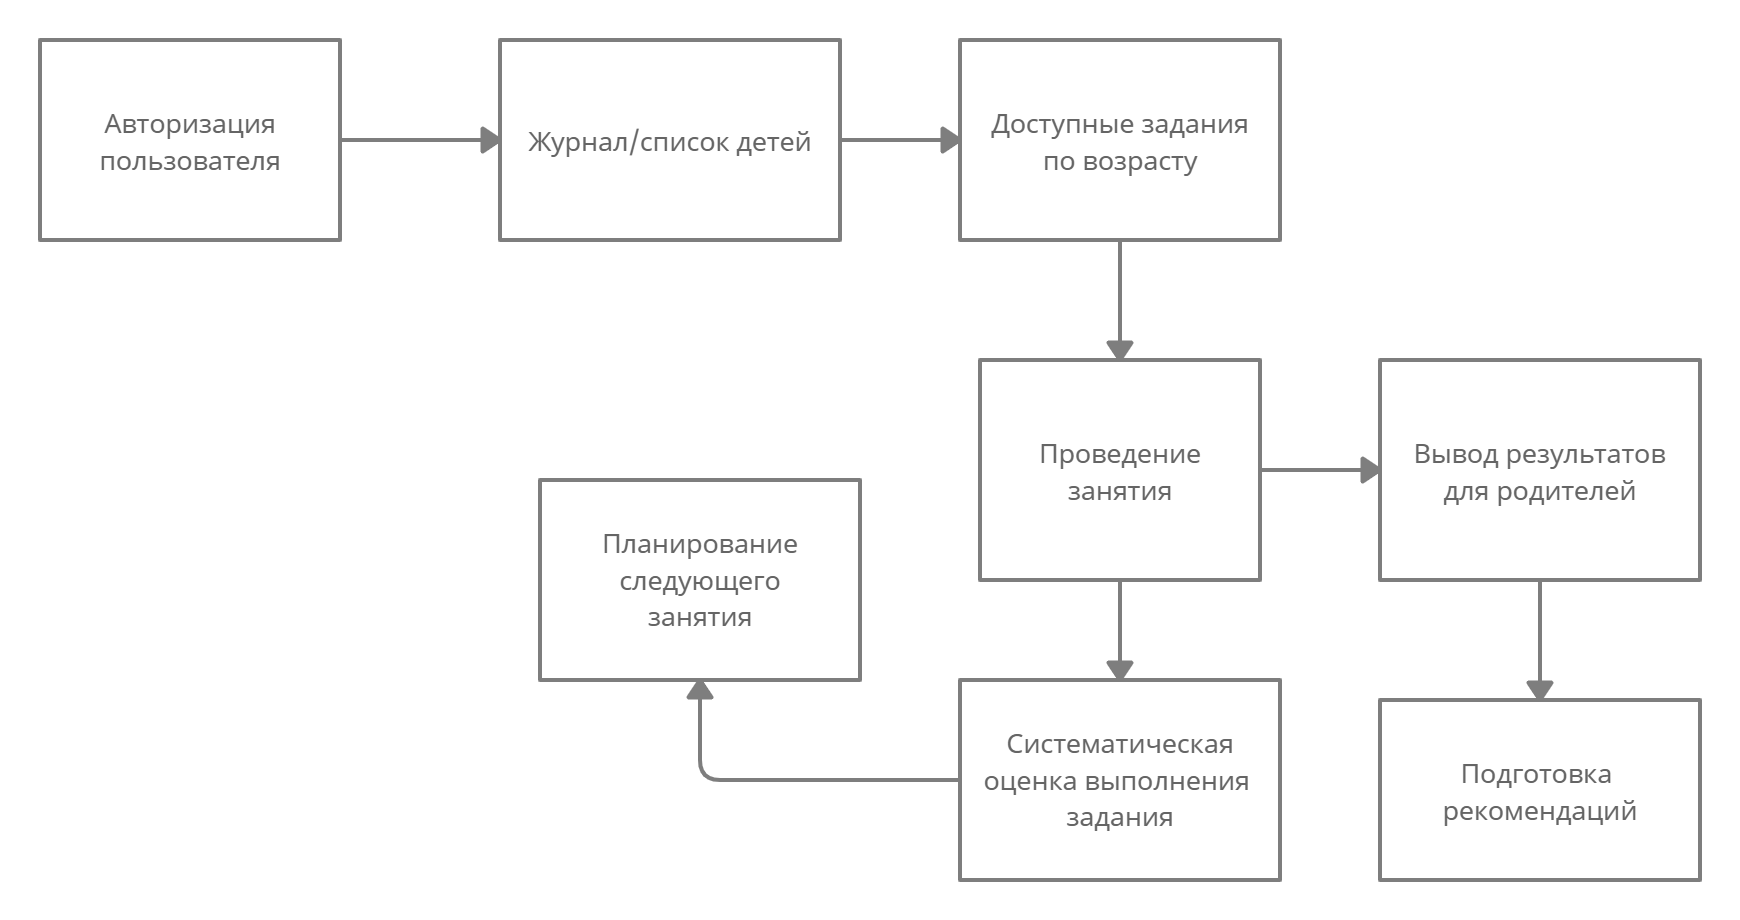 Авторизация
пользователя
Журнал/список детей
Доступные задания
по возрасту
Проведение
занятия
Вывод результатов
для родителей
Планирование
следующего
занятия
Систематическая
оценка выполнения
задания
Подготовка
рекомендаций